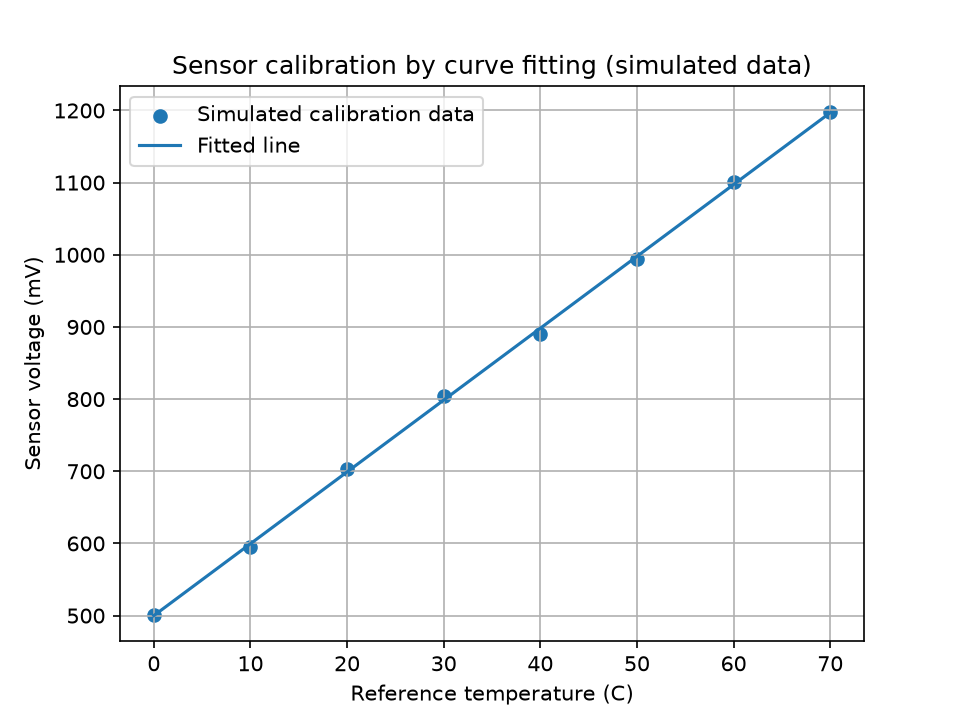 Sensor calibration by curve fitting (simulated data)
Simulated calibration data
Fitted line
1200
1100
1000
900
800
700
600
500
Sensor voltage (mV)
0 10 20 30 40 50 60 70
Reference temperature (C)